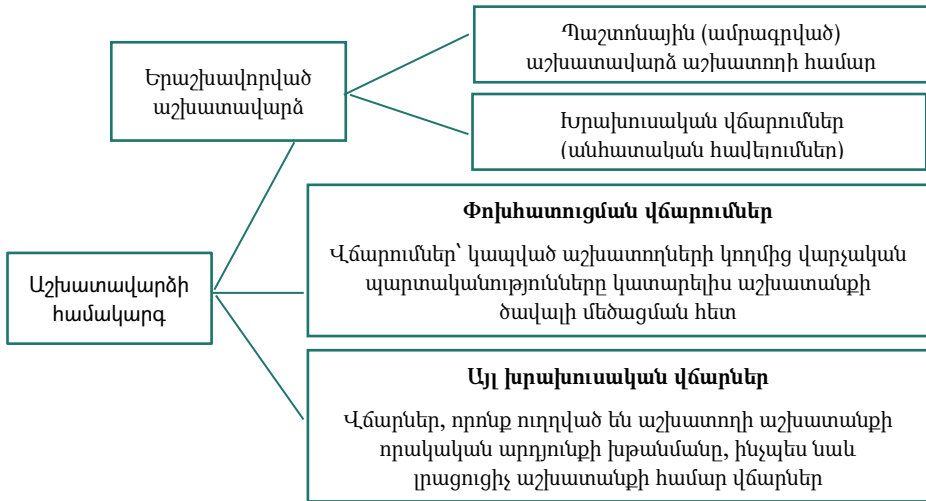 Պաշտոնային (ամրագրված)
աշխատավարձ աշխատողի համար
Երաշխավորված
աշխատավարձ
Խրախուսական վճարումներ
(անհատական հավելումներ)
Փոխհատուցման վճարումներ
Վճարումներ՝ կապված աշխատողների կողմից վարչական
պարտականությունները կատարելիս աշխատանքի
ծավալի մեծացման հետ
Աշխատավարձի
համակարգ
Այլ խրախուսական վճարներ
Վճարներ, որոնք ուղղված են աշխատողի աշխատանքի
որակական արդյունքի խթանմանը, ինչպես նաև
լրացուցիչ աշխատանքի համար վճարներ